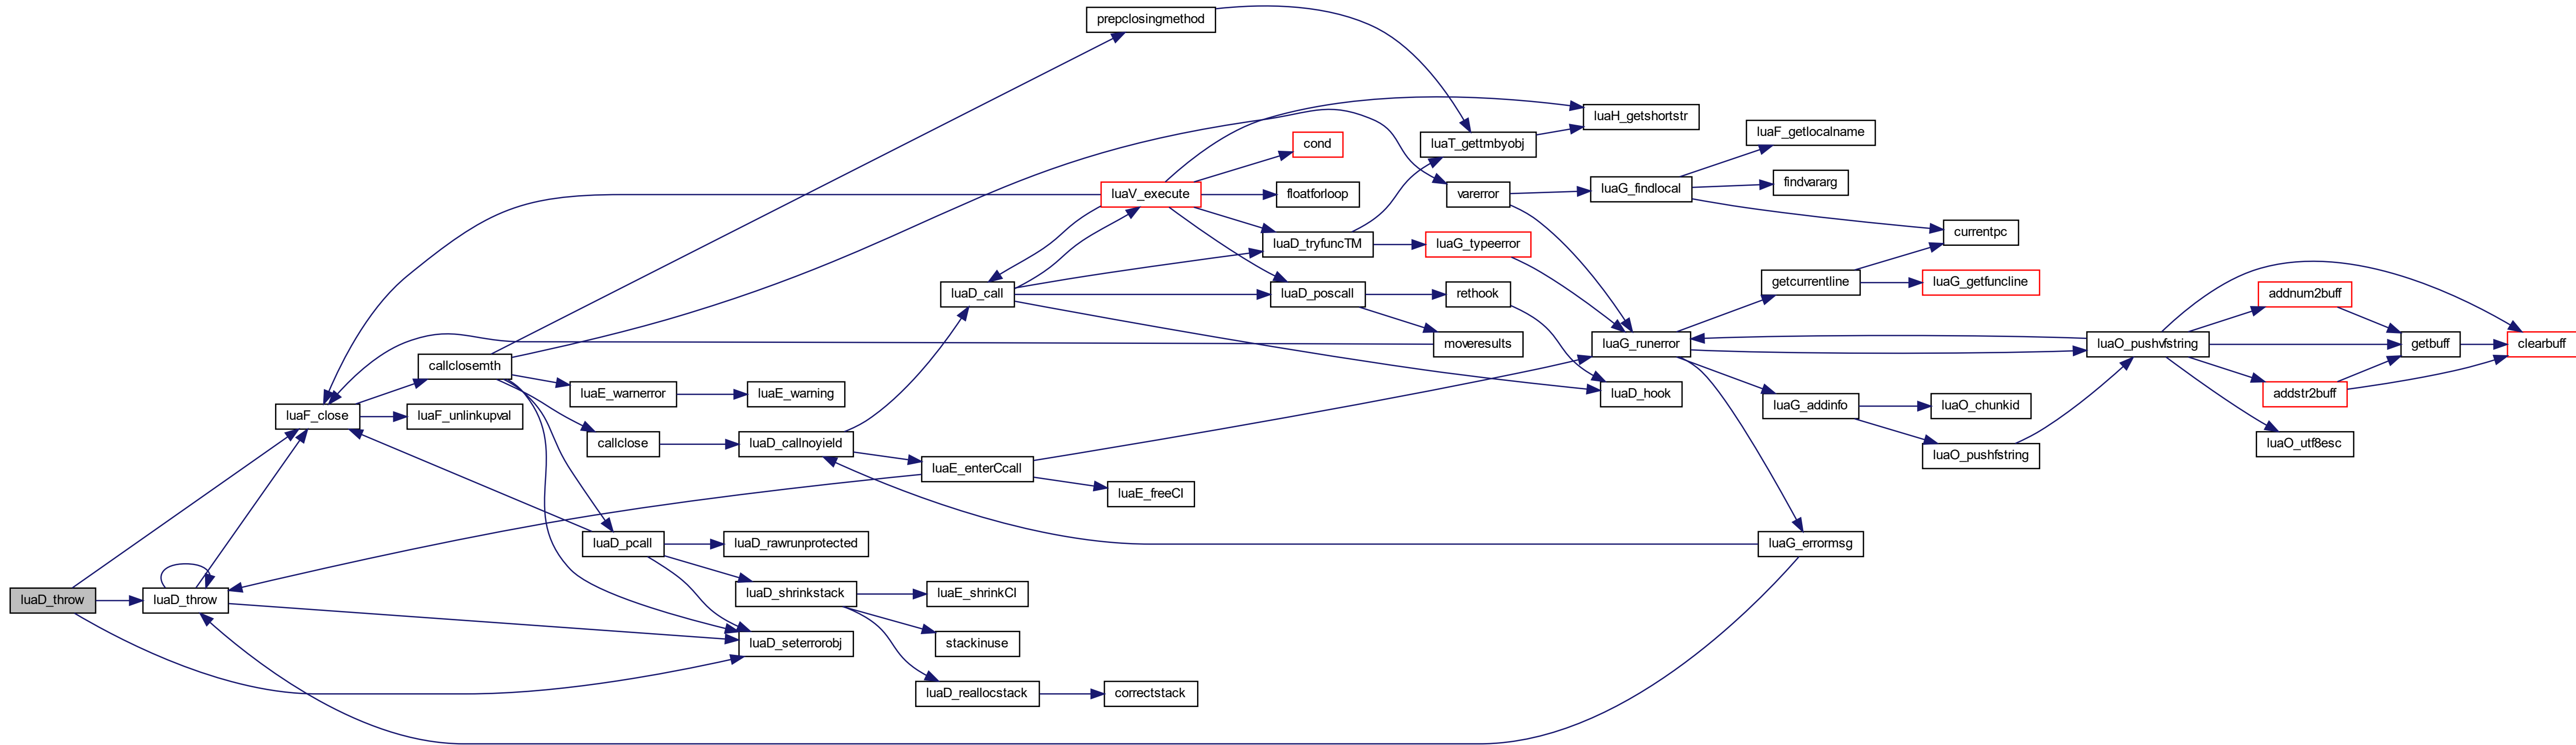 prepclosingmethod
luaH_getshortstr
luaF_getlocalname
cond
luaT_gettmbyobj
findvararg
luaV_execute
floatforloop
varerror
luaG_findlocal
currentpc
luaD_tryfuncTM
luaG_typeerror
getcurrentline
luaG_getfuncline
luaD_call
luaD_poscall
rethook
addnum2buff
moveresults
luaG_runerror
luaO_pushvfstring
getbuff
clearbuff
callclosemth
luaE_warnerror
luaE_warning
luaD_hook
luaG_addinfo
luaO_chunkid
addstr2buff
luaF_close
luaF_unlinkupval
callclose
luaD_callnoyield
luaO_pushfstring
luaO_utf8esc
luaE_enterCcall
luaE_freeCI
luaD_pcall
luaD_rawrunprotected
luaG_errormsg
luaD_throw
luaD_throw
luaD_shrinkstack
luaE_shrinkCI
luaD_seterrorobj
stackinuse
luaD_reallocstack
correctstack